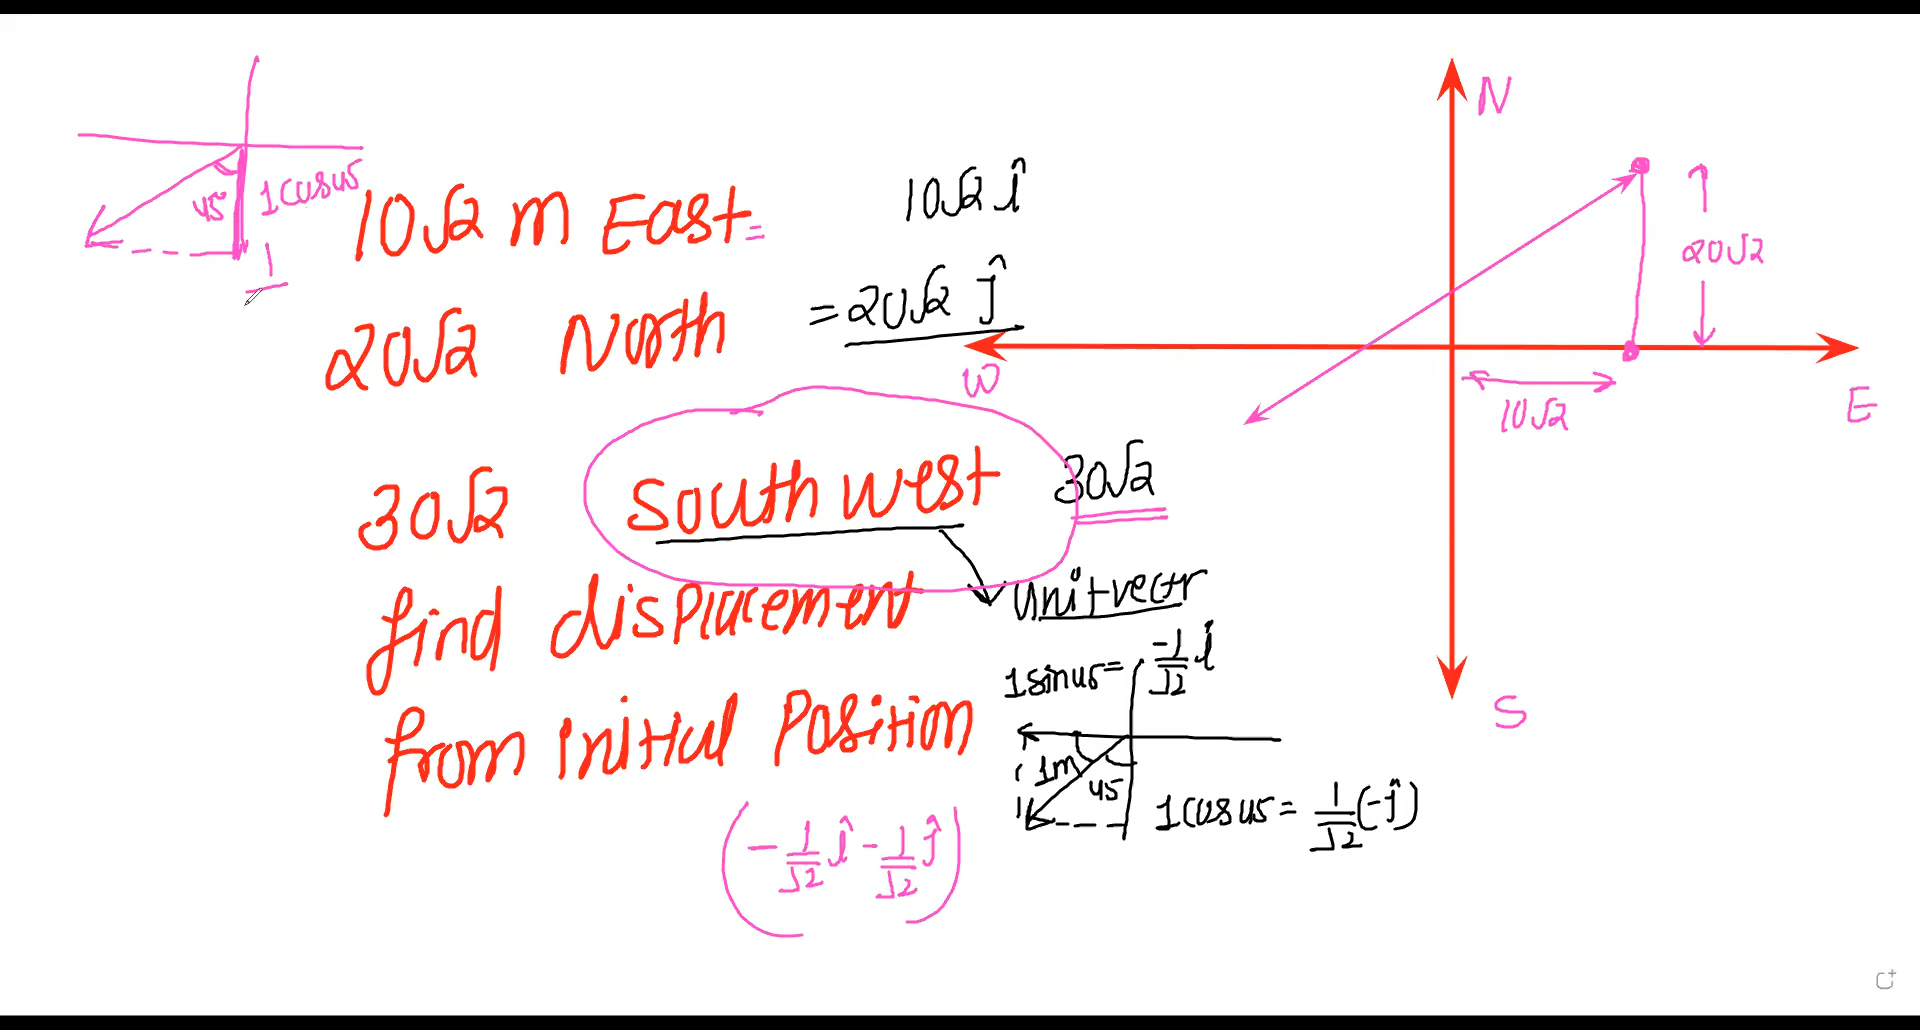 N
45 1cos45
1
10√2 m East =
10√2 î
20√2 North
= 20√2 ĵ
20√2
W
E
10√2
30√2 south west
30√2
unit vectr
find displacement
1sin45 = -1/√2 î
from initial Position
S
1m
45
1cos45 = 1/√2 (-ĵ)
(-1/√2 î - 1/√2 ĵ)